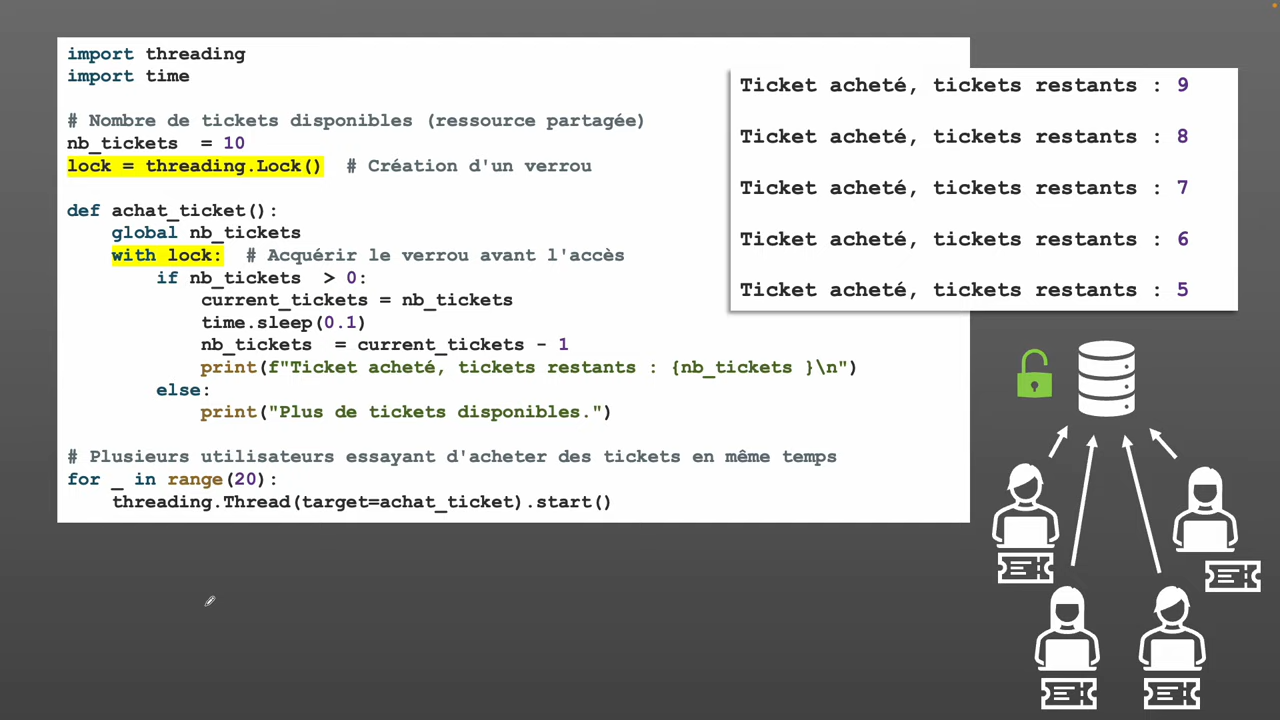 import threading
import time
# Nombre de tickets disponibles (ressource partagée)
nb_tickets  = 10
lock = threading.Lock()  # Création d'un verrou
def achat_ticket():
    global nb_tickets
    with lock:  # Acquérir le verrou avant l'accès
        if nb_tickets  > 0:
            current_tickets = nb_tickets
            time.sleep(0.1)
            nb_tickets  = current_tickets - 1
            print(f"Ticket acheté, tickets restants : {nb_tickets }\n")
        else:
            print("Plus de tickets disponibles.")
# Plusieurs utilisateurs essayant d'acheter des tickets en même temps
for _ in range(20):
    threading.Thread(target=achat_ticket).start()
Ticket acheté, tickets restants : 9
Ticket acheté, tickets restants : 8
Ticket acheté, tickets restants : 7
Ticket acheté, tickets restants : 6
Ticket acheté, tickets restants : 5